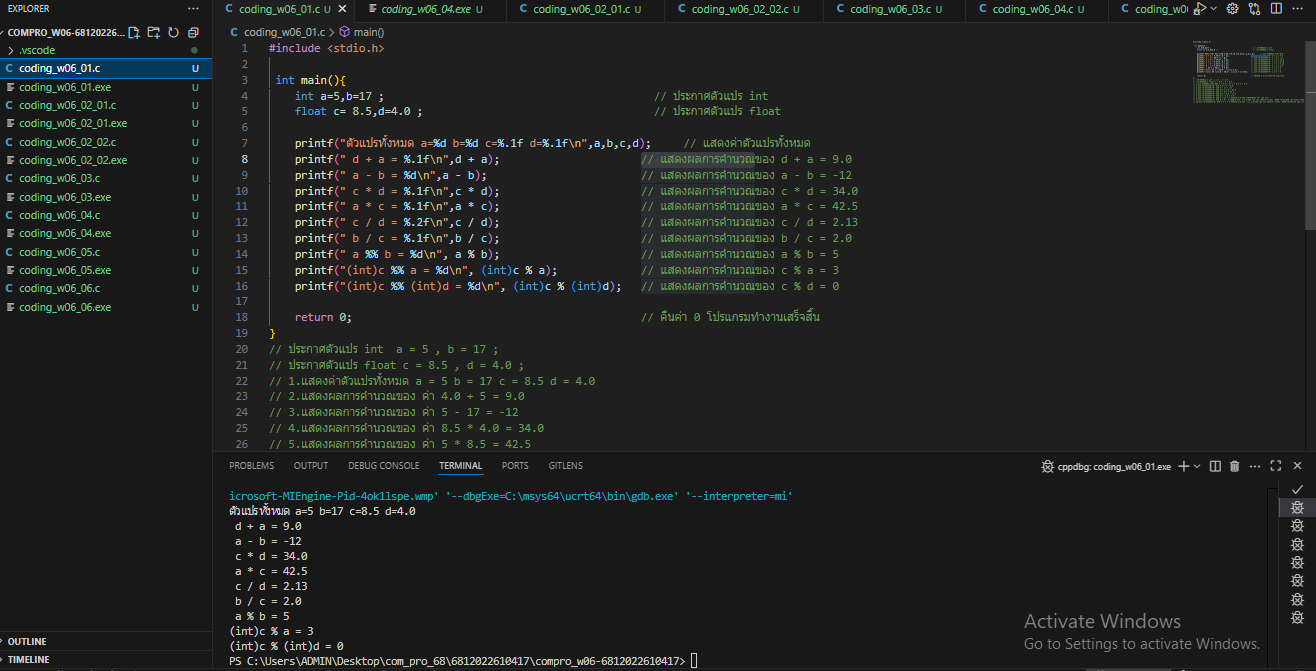 EXPLORER ...
COMPRO_W06-68120226...
.vscode
C coding_w06_01.c U
coding_w06_01.exe U
C coding_w06_02_01.c U
coding_w06_02_01.exe U
C coding_w06_02_02.c U
coding_w06_02_02.exe U
C coding_w06_03.c U
coding_w06_03.exe U
C coding_w06_04.c U
coding_w06_04.exe U
C coding_w06_05.c U
coding_w06_05.exe U
C coding_w06_06.c U
coding_w06_06.exe U
OUTLINE
TIMELINE
C coding_w06_01.c U coding_w06_04.exe U C coding_w06_02_01.c U C coding_w06_02_02.c U C coding_w06_03.c U C coding_w06_04.c U C coding_w0
C coding_w06_01.c > main()
1 #include <stdio.h>
2
3 int main(){
4 int a=5,b=17 ; // ประกาศตัวแปร int
5 float c= 8.5,d=4.0 ; // ประกาศตัวแปร float
6
7 printf("ตัวแปรทั้งหมด a=%d b=%d c=%.1f d=%.1f\n",a,b,c,d); // แสดงค่าตัวแปรทั้งหมด
8 printf(" d + a = %.1f\n",d + a); // แสดงผลการคำนวณของ d + a = 9.0
9 printf(" a - b = %d\n",a - b); // แสดงผลการคำนวณของ a - b = -12
10 printf(" c * d = %.1f\n",c * d); // แสดงผลการคำนวณของ c * d = 34.0
11 printf(" a * c = %.1f\n",a * c); // แสดงผลการคำนวณของ a * c = 42.5
12 printf(" c / d = %.2f\n",c / d); // แสดงผลการคำนวณของ c / d = 2.13
13 printf(" b / c = %.1f\n",b / c); // แสดงผลการคำนวณของ b / c = 2.0
14 printf(" a %% b = %d\n", a % b); // แสดงผลการคำนวณของ a % b = 5
15 printf("(int)c %% a = %d\n", (int)c % a); // แสดงผลการคำนวณของ c % a = 3
16 printf("(int)c %% (int)d = %d\n", (int)c % (int)d); // แสดงผลการคำนวณของ c % d = 0
17
18 return 0; // คืนค่า 0 โปรแกรมทำงานเสร็จสิ้น
19 }
20 // ประกาศตัวแปร int a = 5 , b = 17 ;
21 // ประกาศตัวแปร float c = 8.5 , d = 4.0 ;
22 // 1.แสดงค่าตัวแปรทั้งหมด a = 5 b = 17 c = 8.5 d = 4.0
23 // 2.แสดงผลการคำนวณของ ค่า 4.0 + 5 = 9.0
24 // 3.แสดงผลการคำนวณของ ค่า 5 - 17 = -12
25 // 4.แสดงผลการคำนวณของ ค่า 8.5 * 4.0 = 34.0
26 // 5.แสดงผลการคำนวณของ ค่า 5 * 8.5 = 42.5
PROBLEMS OUTPUT DEBUG CONSOLE TERMINAL PORTS GITLENS cppdbg: coding_w06_01.exe
icrosoft-MIEngine-Pid-4ok11spe.wmp' '--dbgExe=C:\msys64\ucrt64\bin\gdb.exe' '--interpreter=mi'
ตัวแปรทั้งหมด a=5 b=17 c=8.5 d=4.0
d + a = 9.0
a - b = -12
c * d = 34.0
a * c = 42.5
c / d = 2.13
b / c = 2.0
a % b = 5
(int)c % a = 3
(int)c % (int)d = 0
PS C:\Users\ADMIN\Desktop\com_pro_68\6812022610417\compro_w06-6812022610417>
Activate Windows
Go to Settings to activate Windows.